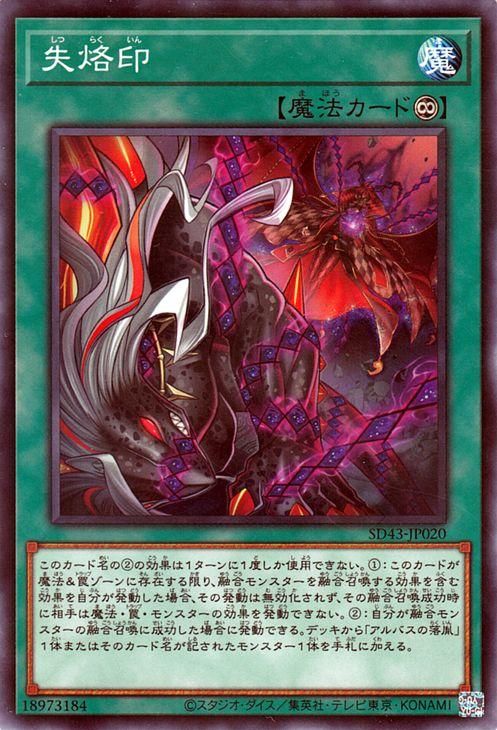 失烙印
魔
【魔法カード】
SD43-JP020
このカード名の②の効果は1ターンに1度しか使用できない。①:このカードが
魔法&罠ゾーンに存在する限り、融合モンスターを融合召喚する効果を含む
効果を自分が発動した場合、その発動は無効化されず、その融合召喚成功時
に相手は魔法・罠・モンスターの効果を発動できない。②:自分が融合モン
スターの融合召喚に成功した場合に発動できる。デッキから「アルバスの落胤」
1体またはそのカード名が記されたモンスター1体を手札に加える。
18973184
©スタジオ・ダイス/集英社・テレビ東京・KONAMI